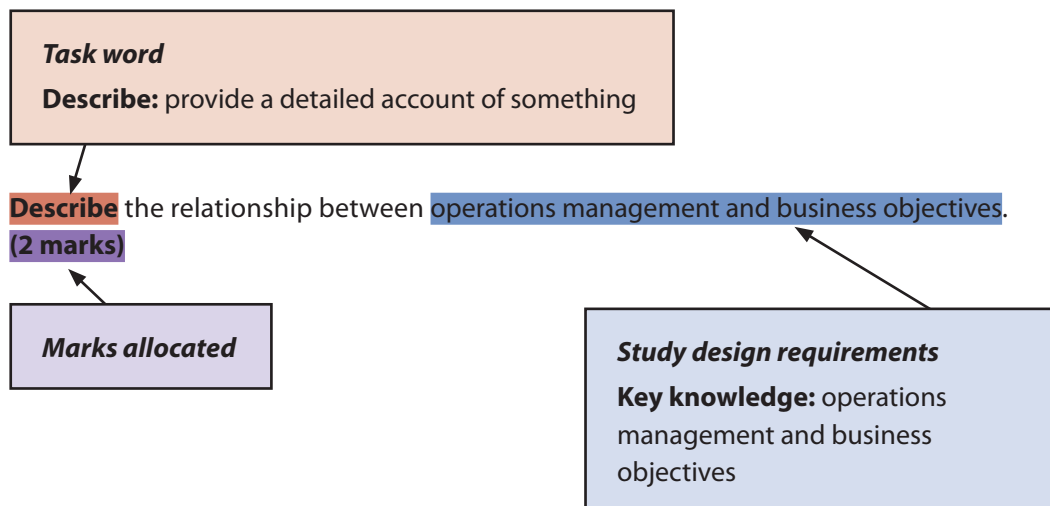 Task word
Describe: provide a detailed account of something
Describe the relationship between operations management and business objectives.
(2 marks)
Marks allocated
Study design requirements
Key knowledge: operations
management and business
objectives